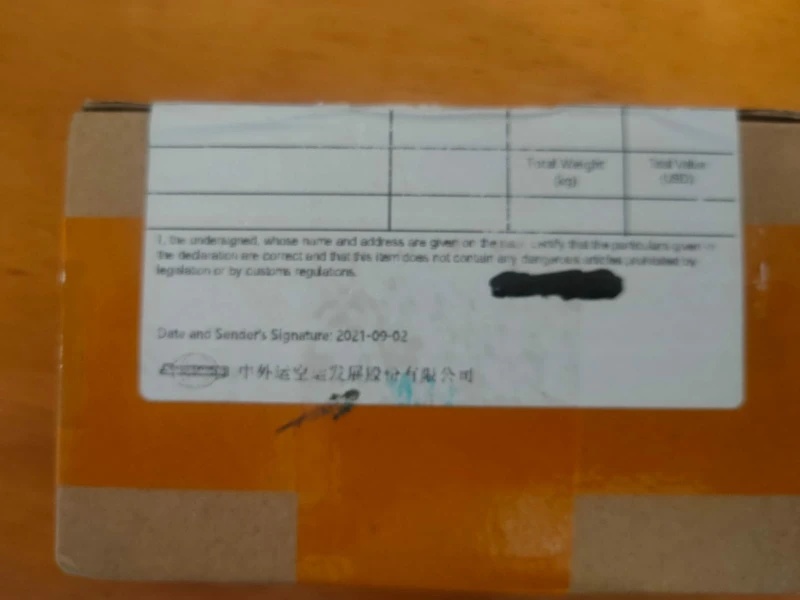 Total Weight
(kg)
Total Value
(USD)
I, the undersigned, whose name and address are given on the item certify that the particulars given in
the declaration are correct and that this item does not contain any dangerous articles prohibited by
legislation or by customs regulations.
Date and Sender's Signature: 2021-09-02
中外运空运发展股份有限公司